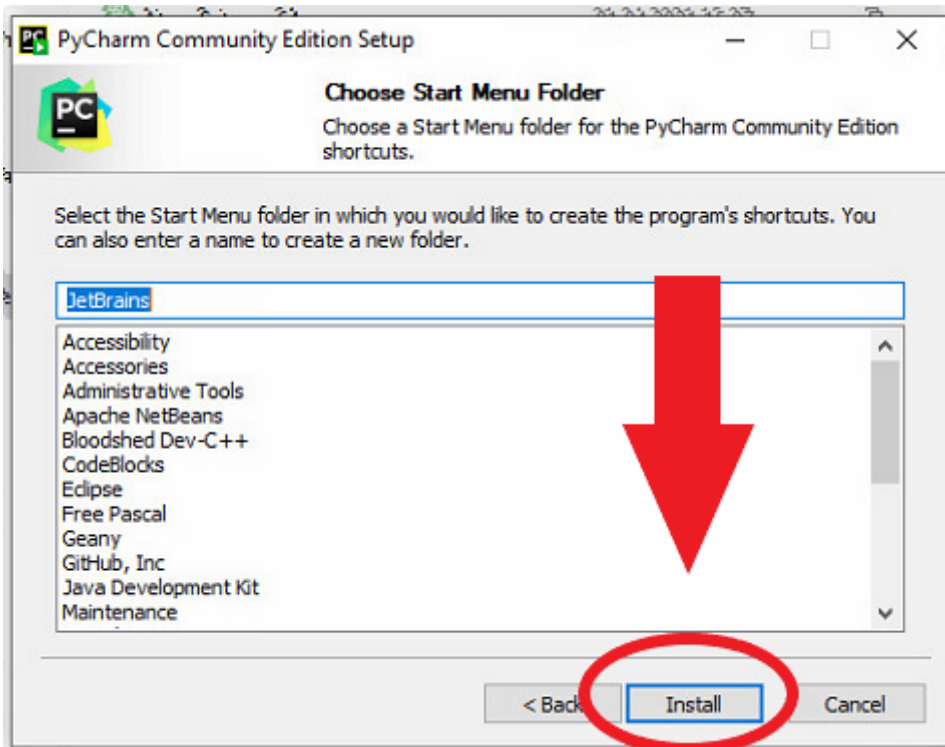 PyCharm Community Edition Setup
PC
Choose Start Menu Folder
Choose a Start Menu folder for the PyCharm Community Edition
shortcuts.
Select the Start Menu folder in which you would like to create the program's shortcuts. You
can also enter a name to create a new folder.
JetBrains
Accessibility
Accessories
Administrative Tools
Apache NetBeans
Bloodshed Dev-C++
CodeBlocks
Eclipse
Free Pascal
Geany
GitHub, Inc
Java Development Kit
Maintenance
< Back Install Cancel